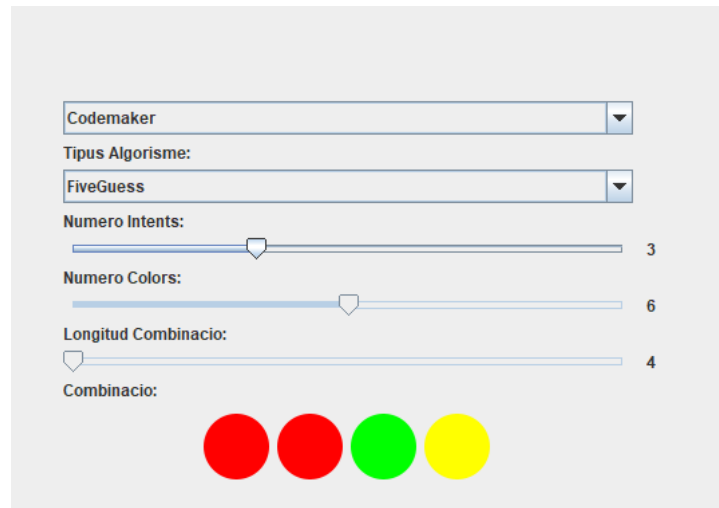 Codemaker
Tipus Algorisme:
FiveGuess
Numero Intents:
3
Numero Colors:
6
Longitud Combinacio:
4
Combinacio: